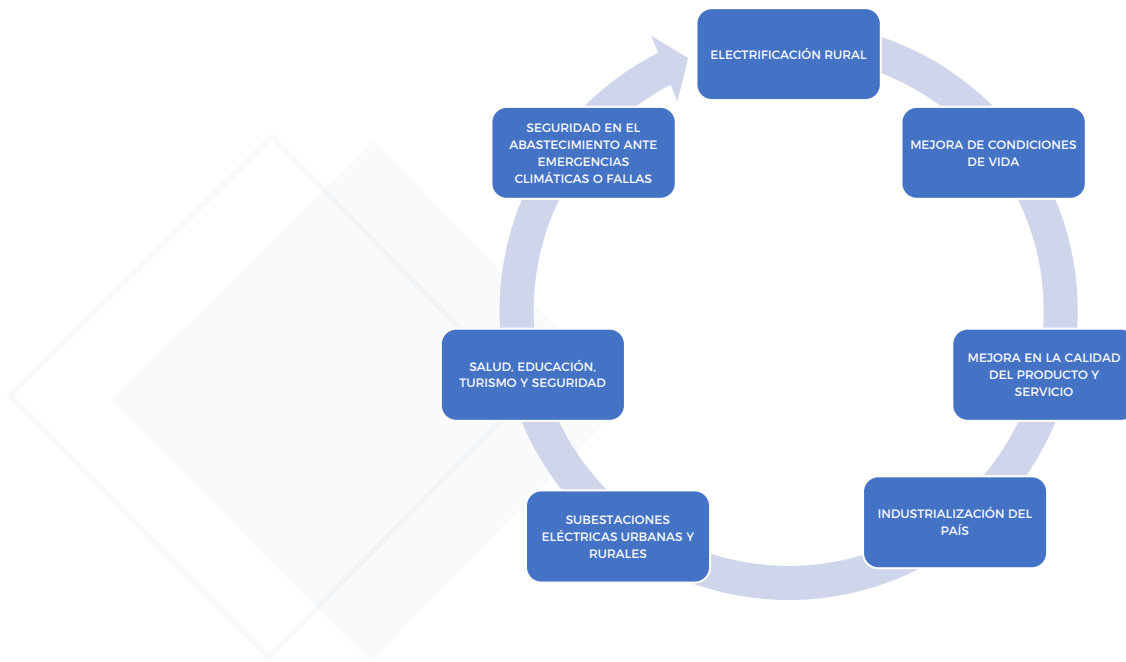 ELECTRIFICACIÓN RURAL
MEJORA DE CONDICIONES
DE VIDA
MEJORA EN LA CALIDAD
DEL PRODUCTO Y
SERVICIO
INDUSTRIALIZACIÓN DEL
PAÍS
SUBESTACIONES
ELÉCTRICAS URBANAS Y
RURALES
SALUD, EDUCACIÓN,
TURISMO Y SEGURIDAD
SEGURIDAD EN EL
ABASTECIMIENTO ANTE
EMERGENCIAS
CLIMÁTICAS O FALLAS